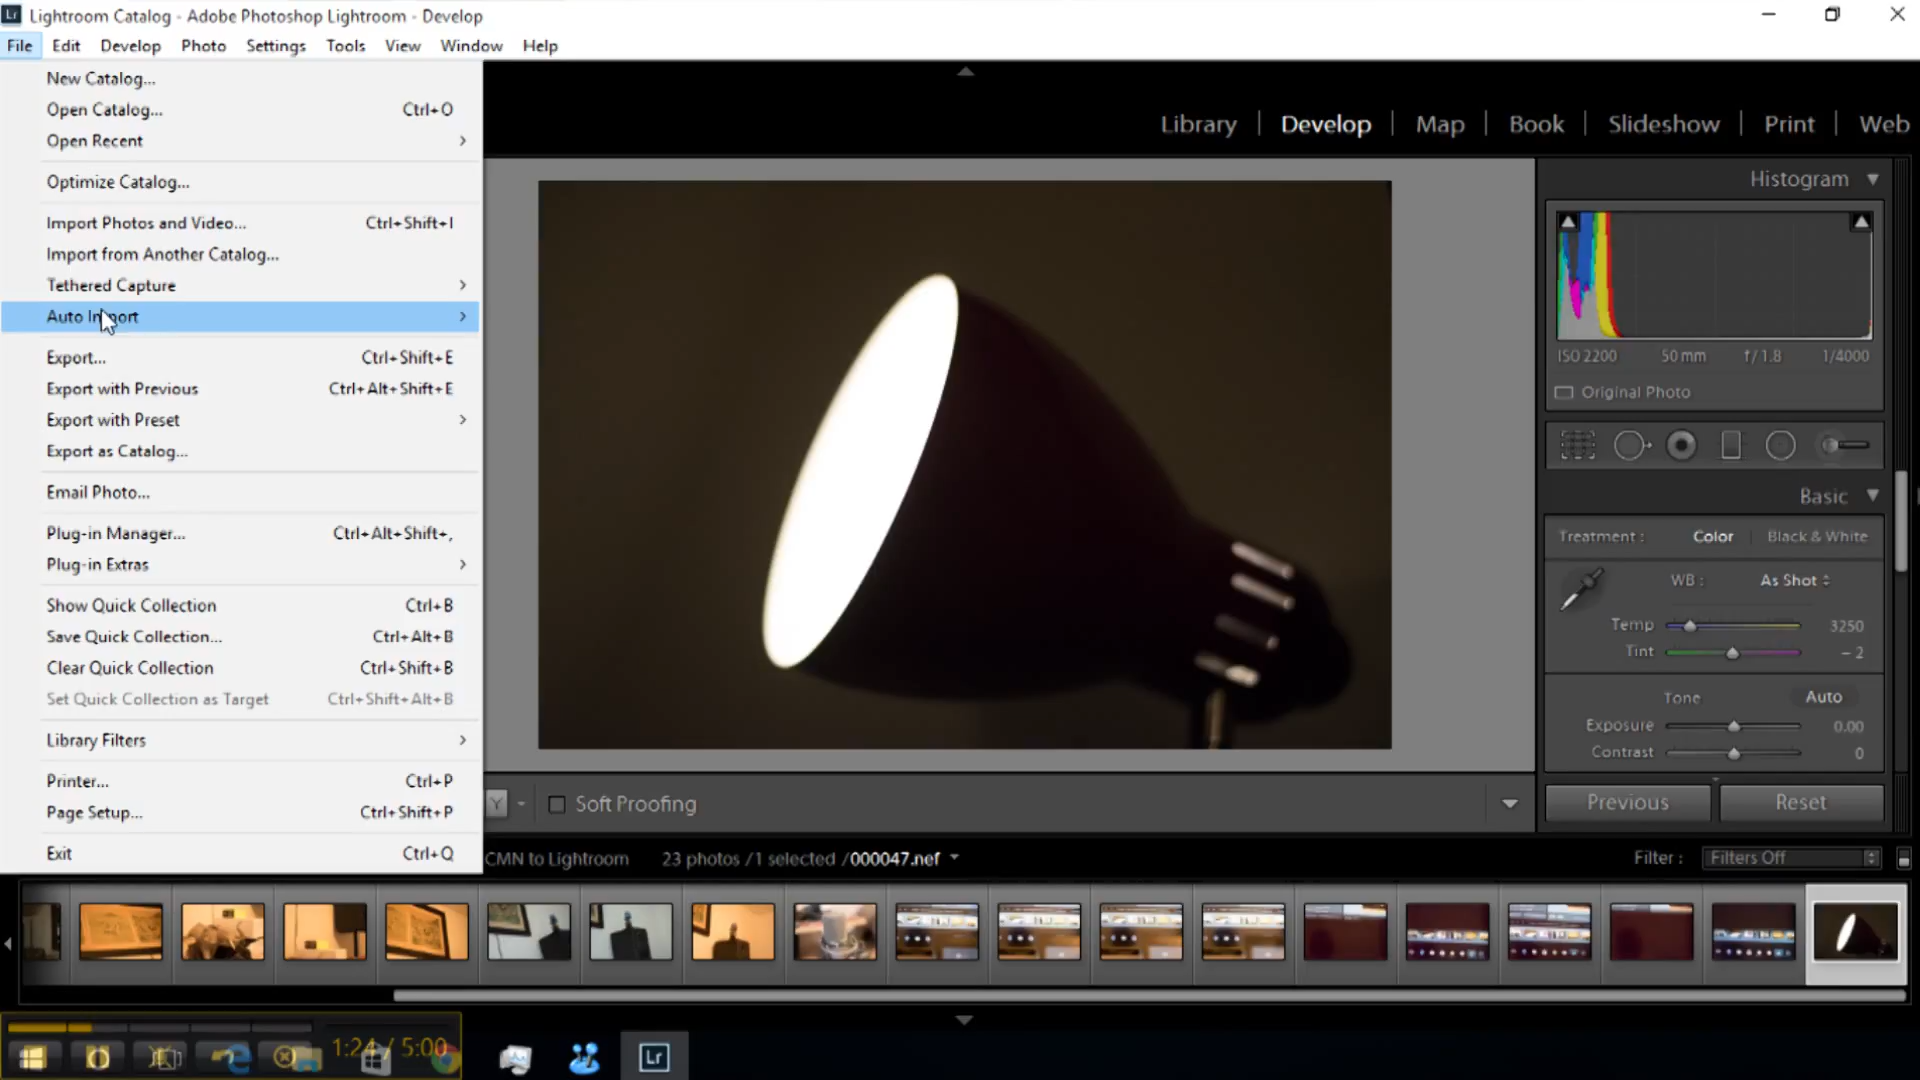 Lr Lightroom Catalog - Adobe Photoshop Lightroom - Develop
File Edit Develop Photo Settings Tools View Window Help
New Catalog...
Open Catalog... Ctrl+O
Open Recent
Optimize Catalog...
Import Photos and Video... Ctrl+Shift+I
Import from Another Catalog...
Tethered Capture
Auto Import
Export... Ctrl+Shift+E
Export with Previous Ctrl+Alt+Shift+E
Export with Preset
Export as Catalog...
Email Photo...
Plug-in Manager... Ctrl+Alt+Shift+,
Plug-in Extras
Show Quick Collection Ctrl+B
Save Quick Collection... Ctrl+Alt+B
Clear Quick Collection Ctrl+Shift+B
Set Quick Collection as Target Ctrl+Shift+Alt+B
Library Filters
Printer... Ctrl+P
Page Setup... Ctrl+Shift+P
Exit Ctrl+Q
Library | Develop | Map | Book | Slideshow | Print | Web
Histogram
ISO 2200 50 mm f/1.8 1/4000
Original Photo
Basic
Treatment : Color Black & White
WB : As Shot
Temp 3250
Tint – 2
Tone Auto
Exposure 0.00
Contrast 0
Y Soft Proofing
Previous Reset
CMN to Lightroom 23 photos /1 selected /000047.nef
Filter : Filters Off
1:24 / 5:00
Lr